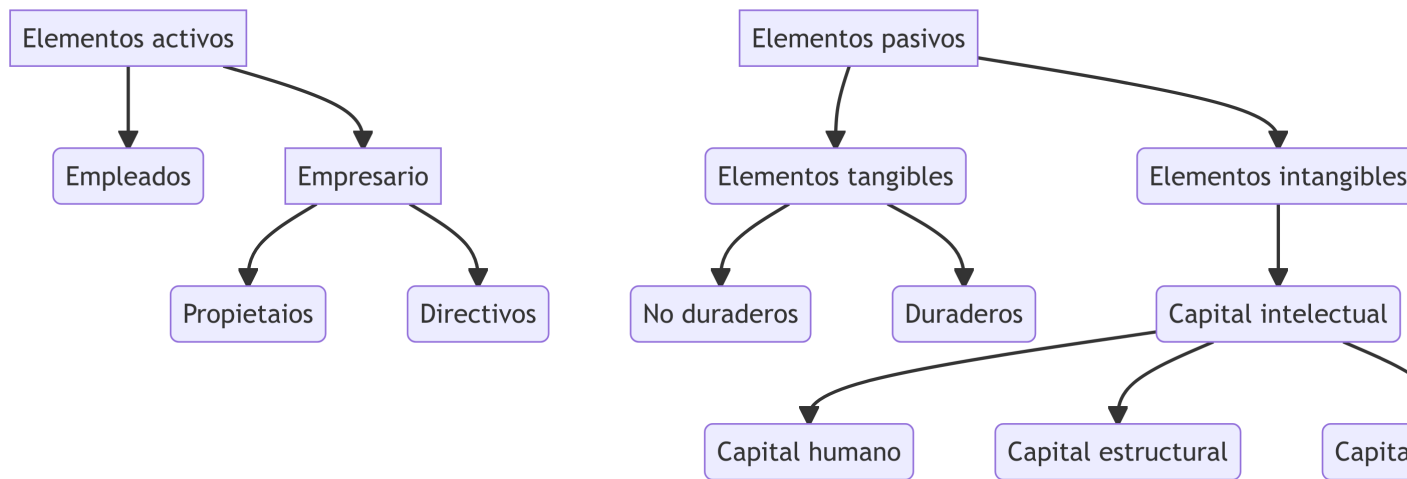 Elementos activos
Elementos pasivos
Empleados
Empresario
Elementos tangibles
Elementos intangibles
Propietaios
Directivos
No duraderos
Duraderos
Capital intelectual
Capital humano
Capital estructural